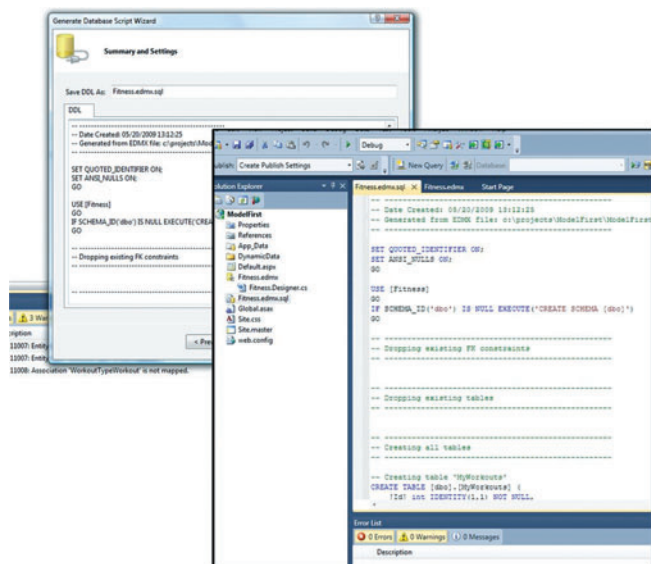 Generate Database Script Wizard
Summary and Settings
Save DDL As: Fitness.edmx.sql
DDL
-- Date Created: 05/20/2009 13:12:25
-- Generated from EDMX file: c:\projects\Mod
SET QUOTED_IDENTIFIER ON;
SET ANSI_NULLS ON;
GO
USE [Fitness]
GO
IF SCHEMA_ID('dbo') IS NULL EXECUTE('CREA
GO
-- Dropping existing FK constraints
< Pre
3 War
ription
11007: Entity
11007: Entity
11008: Association 'WorkoutTypeWorkout' is not mapped.
Debug
ublish: Create Publish Settings
New Query
Database:
olution Explorer
ModelFirst
Properties
References
App_Data
DynamicData
Default.aspx
Fitness.edmx
Fitness.Designer.cs
Fitness.edmx.sql
Global.asax
Site.css
Site.master
web.config
Fitness.edmx.sql
Fitness.edmx
Start Page
-- Date Created: 05/20/2009 13:12:25
-- Generated from EDMX file: c:\projects\ModelFirst\ModelFirst
SET QUOTED_IDENTIFIER ON;
SET ANSI_NULLS ON;
GO
USE [Fitness]
GO
IF SCHEMA_ID('dbo') IS NULL EXECUTE('CREATE SCHEMA [dbo]')
GO
-- Dropping existing FK constraints
-- Dropping existing tables
-- Creating all tables
-- Creating table 'MyWorkouts'
CREATE TABLE [dbo].[MyWorkouts] (
[Id] int IDENTITY(1,1) NOT NULL,
Error List
0 Errors
0 Warnings
0 Messages
Description